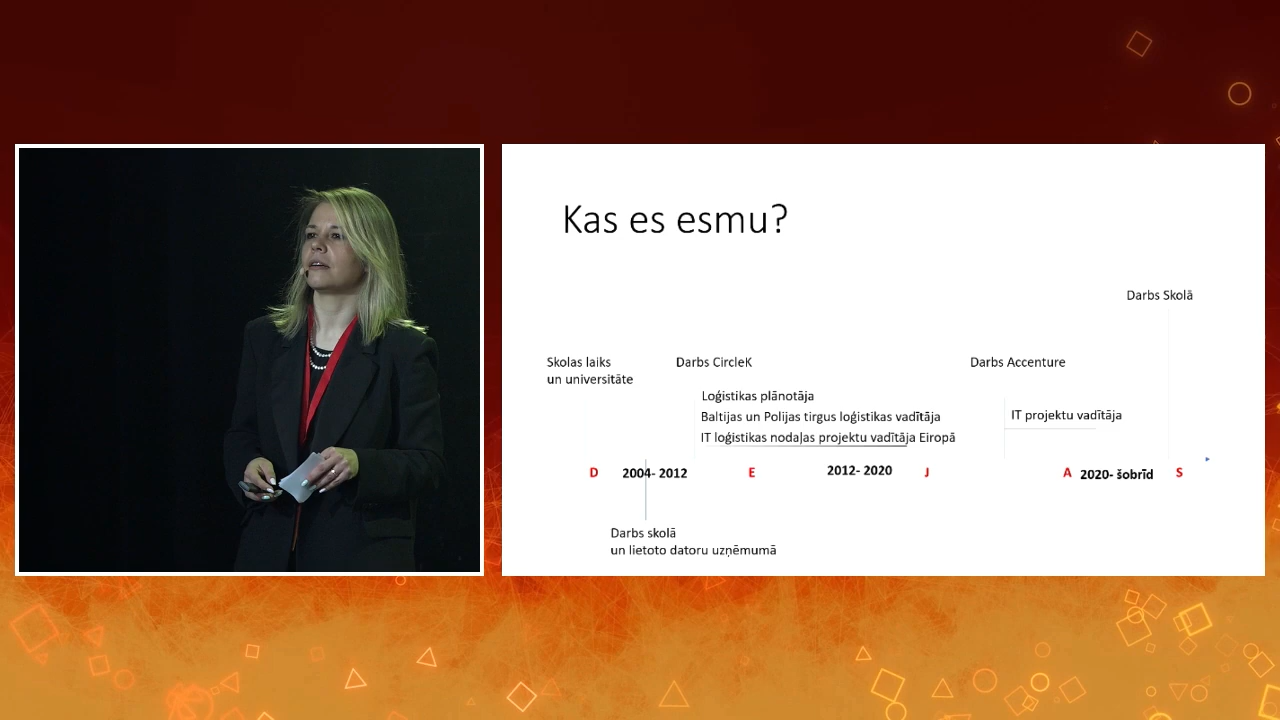 Kas es esmu?
Darbs Skolā
Skolas laiks
un universitāte
Darbs CircleK
Darbs Accenture
Loģistikas plānotāja
Baltijas un Polijas tirgus loģistikas vadītāja
IT loģistikas nodaļas projektu vadītāja Eiropā
IT projektu vadītāja
D 2004- 2012 E 2012- 2020 J A 2020- šobrīd S
Darbs skolā
un lietoto datoru uzņēmumā